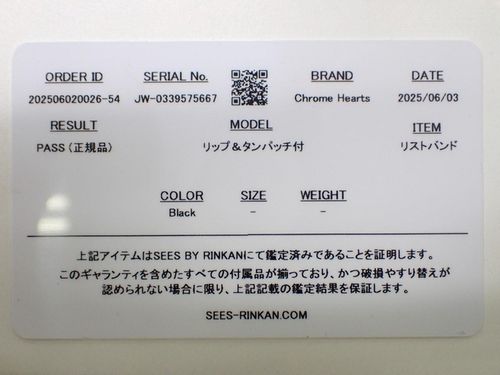 ORDER ID SERIAL No. BRAND DATE
202506020026-54 JW-0339575667 Chrome Hearts 2025/06/03
RESULT MODEL ITEM
PASS (正規品) リップ＆タンパッチ付 リストバンド
COLOR SIZE WEIGHT
Black - -
上記アイテムはSEES BY RINKANにて鑑定済みであることを証明します。
このギャランティを含めたすべての付属品が揃っており、かつ破損やすり替えが
認められない場合に限り、上記記載の鑑定結果を保証します。
SEES-RINKAN.COM